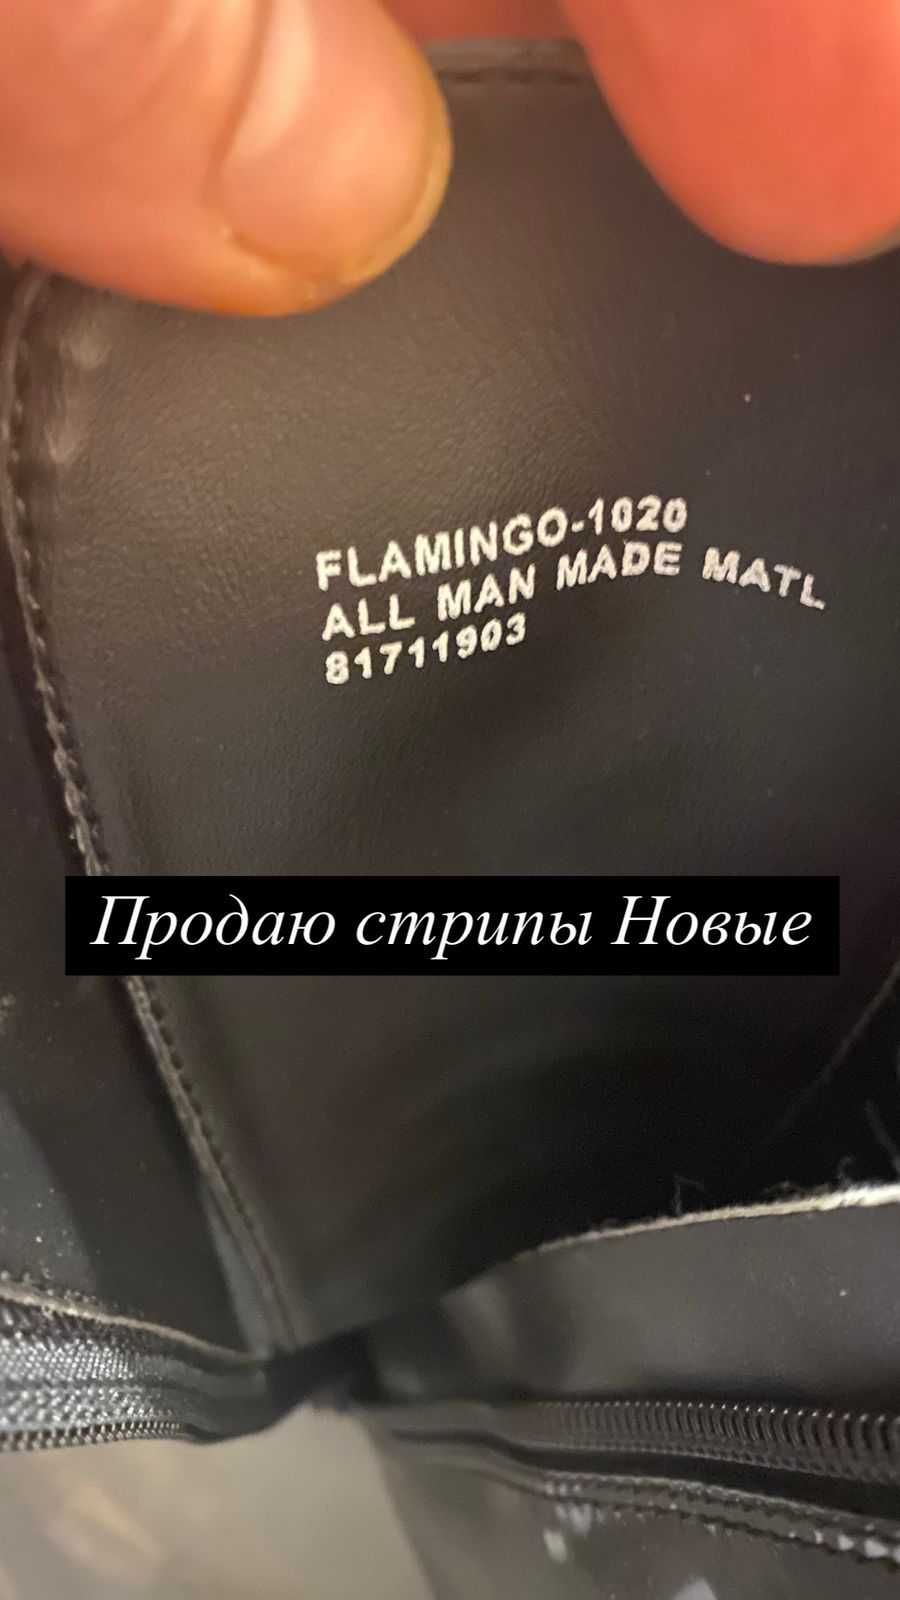 FLAMINGO-1020
ALL MAN MADE MATL
81711903
Продаю стрипы Новые